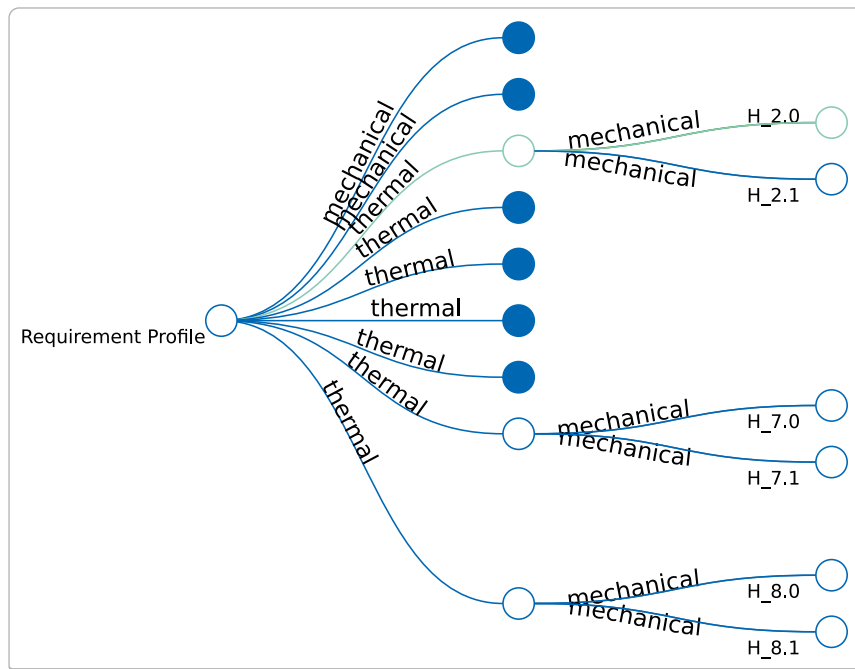 mechanical
mechanical
thermal
thermal
thermal
thermal
thermal
thermal
thermal
Requirement Profile
mechanical
H_2.0
mechanical
H_2.1
mechanical
H_7.0
mechanical
H_7.1
mechanical
H_8.0
mechanical
H_8.1